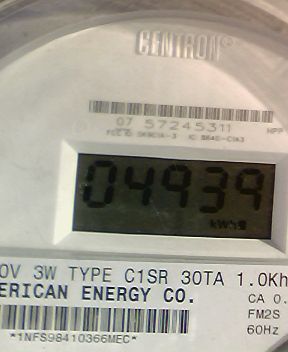 CENTRON®
07 57245311
HPP
04939
kWh
0V 3W TYPE C1SR 30TA 1.0Kh
ERICAN ENERGY CO.
CA 0.
FM2S
60Hz
*1NFS98410366MEC*